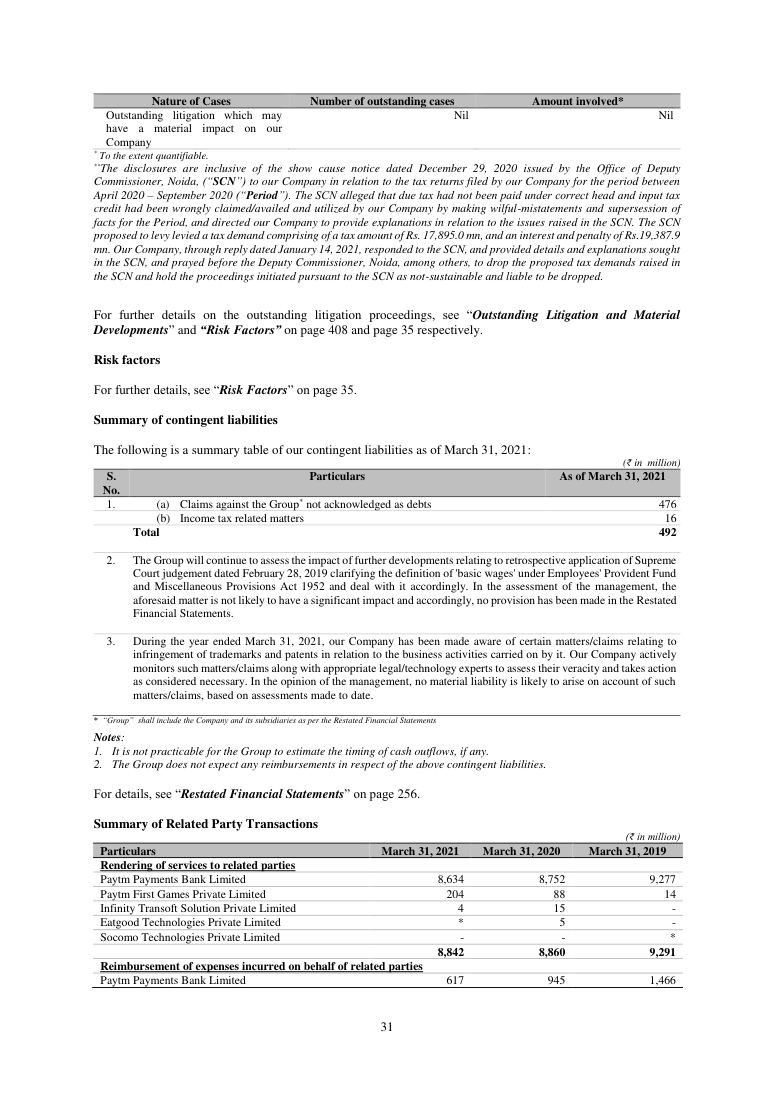 Nature of Cases Number of outstanding cases Amount involved*
Outstanding litigation which may Nil Nil
have a material impact on our
Company
* To the extent quantifiable.
**The disclosures are inclusive of the show cause notice dated December 29, 2020 issued by the Office of Deputy
Commissioner, Noida, (“SCN”) to our Company in relation to the tax returns filed by our Company for the period between
April 2020 – September 2020 (“Period”). The SCN alleged that due tax had not been paid under correct head and input tax
credit had been wrongly claimed/availed and utilized by our Company by making wilful-mistatements and supersession of
facts for the Period, and directed our Company to provide explanations in relation to the issues raised in the SCN. The SCN
proposed to levy levied a tax demand comprising of a tax amount of Rs. 17,895.0 mn, and an interest and penalty of Rs.19,387.9
mn. Our Company, through reply dated January 14, 2021, responded to the SCN, and provided details and explanations sought
in the SCN, and prayed before the Deputy Commissioner, Noida, among others, to drop the proposed tax demands raised in
the SCN and hold the proceedings initiated pursuant to the SCN as not-sustainable and liable to be dropped.
For further details on the outstanding litigation proceedings, see “Outstanding Litigation and Material
Developments” and “Risk Factors” on page 408 and page 35 respectively.
Risk factors
For further details, see “Risk Factors” on page 35.
Summary of contingent liabilities
The following is a summary table of our contingent liabilities as of March 31, 2021:
(₹ in million)
S. Particulars As of March 31, 2021
No.
1. (a) Claims against the Group* not acknowledged as debts 476
(b) Income tax related matters 16
Total 492
2. The Group will continue to assess the impact of further developments relating to retrospective application of Supreme
Court judgement dated February 28, 2019 clarifying the definition of 'basic wages' under Employees' Provident Fund
and Miscellaneous Provisions Act 1952 and deal with it accordingly. In the assessment of the management, the
aforesaid matter is not likely to have a significant impact and accordingly, no provision has been made in the Restated
Financial Statements.
3. During the year ended March 31, 2021, our Company has been made aware of certain matters/claims relating to
infringement of trademarks and patents in relation to the business activities carried on by it. Our Company actively
monitors such matters/claims along with appropriate legal/technology experts to assess their veracity and takes action
as considered necessary. In the opinion of the management, no material liability is likely to arise on account of such
matters/claims, based on assessments made to date.
* “Group” shall include the Company and its subsidiaries as per the Restated Financial Statements
Notes:
1. It is not practicable for the Group to estimate the timing of cash outflows, if any.
2. The Group does not expect any reimbursements in respect of the above contingent liabilities.
For details, see “Restated Financial Statements” on page 256.
Summary of Related Party Transactions
(₹ in million)
Particulars March 31, 2021 March 31, 2020 March 31, 2019
Rendering of services to related parties
Paytm Payments Bank Limited 8,634 8,752 9,277
Paytm First Games Private Limited 204 88 14
Infinity Transoft Solution Private Limited 4 15 -
Eatgood Technologies Private Limited * 5 -
Socomo Technologies Private Limited - - *
8,842 8,860 9,291
Reimbursement of expenses incurred on behalf of related parties
Paytm Payments Bank Limited 617 945 1,466
31